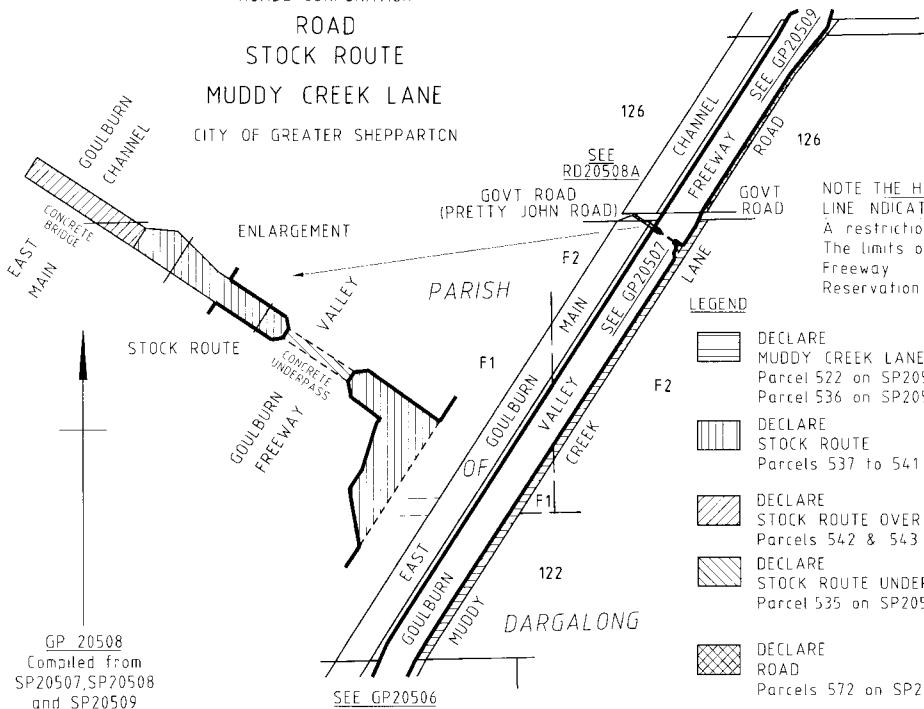 ROAD
STOCK ROUTE
MUDDY CREEK LANE
CITY OF GREATER SHEPPARTON
GOULBURN
CHANNEL
CONCRETE
BRIDGE
EAST
MAIN
ENLARGEMENT
STOCK ROUTE
VALLEY
CONCRETE
UNDERPASS
GOULBURN
FREEWAY
GP 20508
Compiled from
SP20507,SP20508
and SP20509
126
SEE
RD20508A
GOVT ROAD
(PRETTY JOHN ROAD)
F2
PARISH
F1
OF
DARGALONG
CHANNEL
MAIN
GOULBURN
EAST
SEE GP20509
FREEWAY
SEE GP20507
VALLEY
GOULBURN
ROAD
LANE
CREEK
MUDDY
126
GOVT
ROAD
F2
F1
122
SEE GP20506
NOTE THE H
LINE NDICAT
A restrictio
The limits o
Freeway
Reservation
LEGEND
DECLARE
MUDDY CREEK LANE
Parcel 522 on SP205
Parcel 536 on SP205
DECLARE
STOCK ROUTE
Parcels 537 to 541
DECLARE
STOCK ROUTE OVER
Parcels 542 & 543
DECLARE
STOCK ROUTE UNDER
Parcel 535 on SP205
DECLARE
ROAD
Parcels 572 on SP2